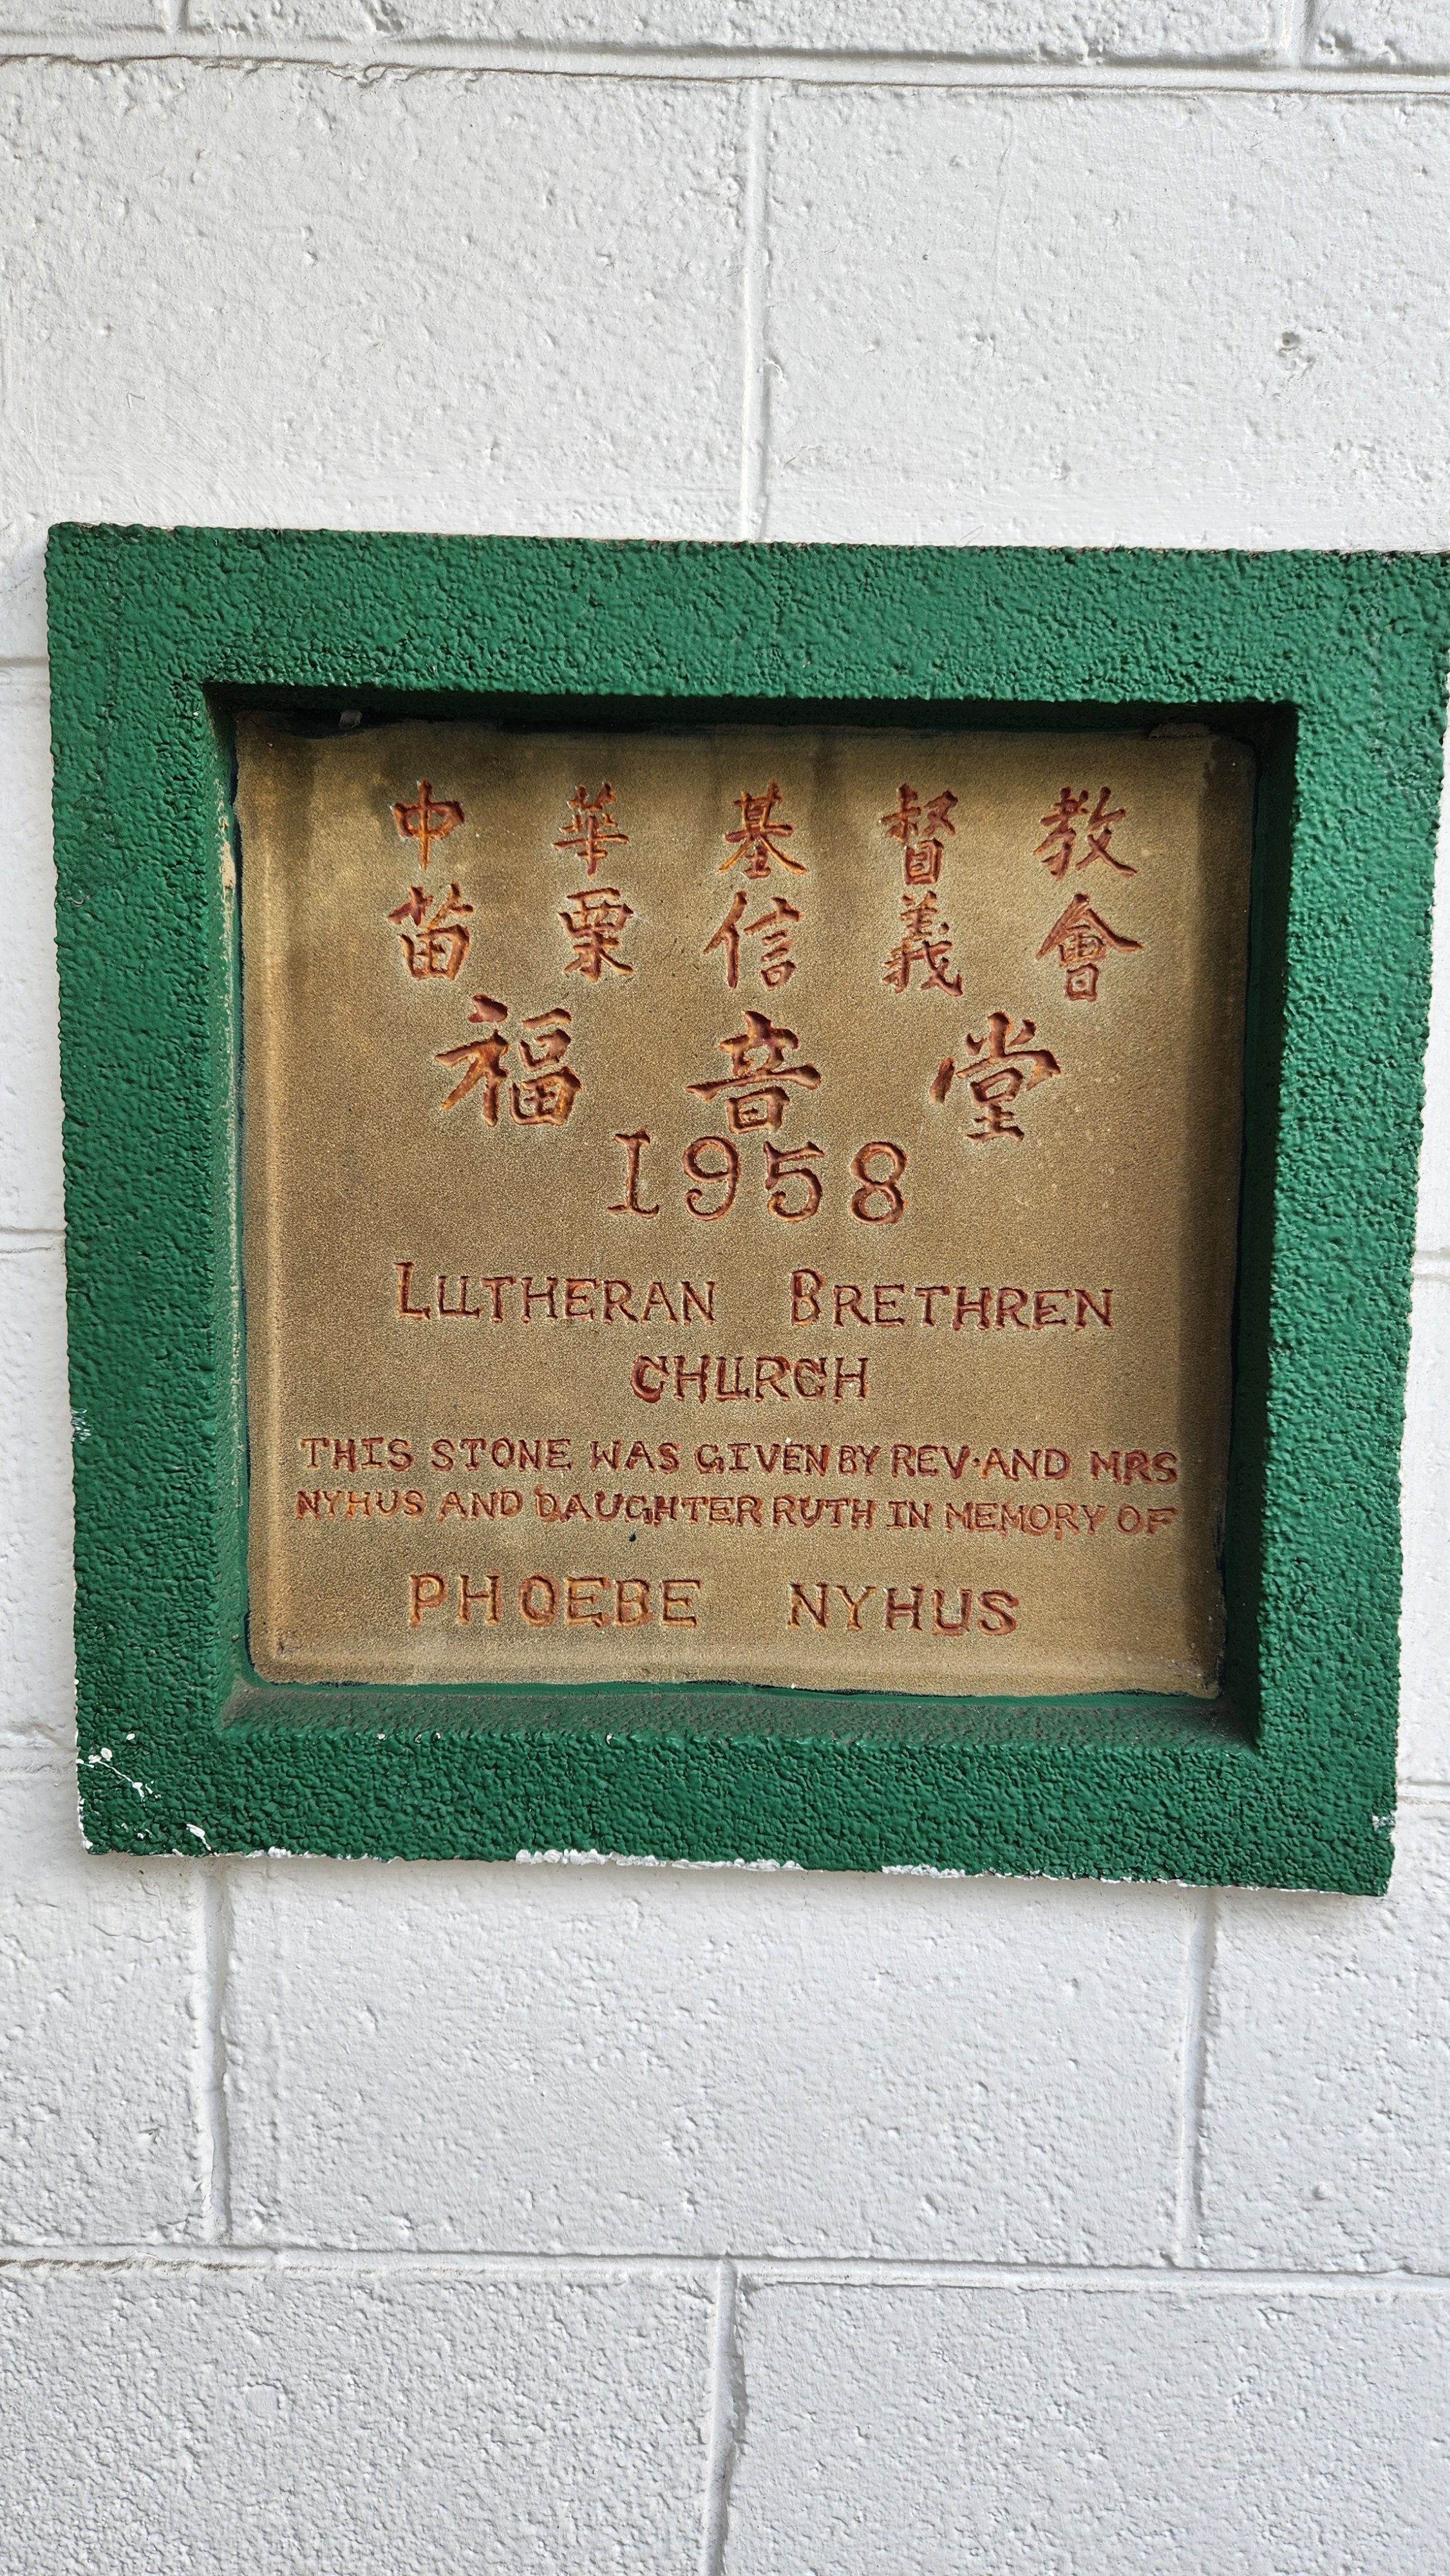 中華基督教
苗栗信義會
福音堂
1958
LUTHERAN BRETHREN
CHURCH
THIS STONE WAS GIVEN BY REV·AND MRS
NYHUS AND DAUGHTER RUTH IN MEMORY OF
PHOEBE NYHUS